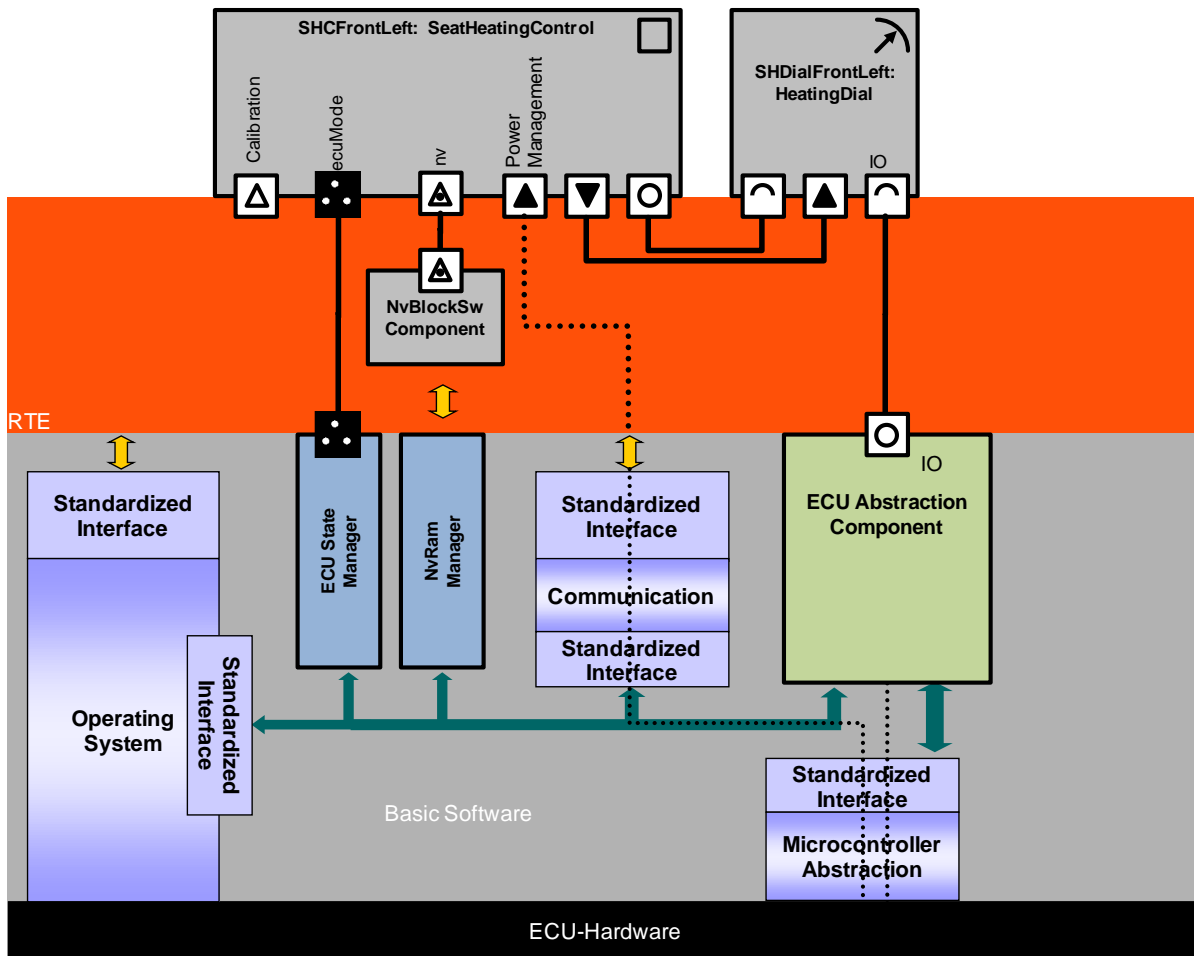 SHCFrontLeft: SeatHeatingControl
Calibration
ecuMode
nv
Power
Management
SHDialFrontLeft:
HeatingDial
IO
NvBlockSw
Component
RTE
Standardized
Interface
Operating
System
Standardized
Interface
ECU State
Manager
NvRam
Manager
Standardized
Interface
Communication
Standardized
Interface
IO
ECU Abstraction
Component
Standardized
Interface
Microcontroller
Abstraction
Basic Software
ECU-Hardware